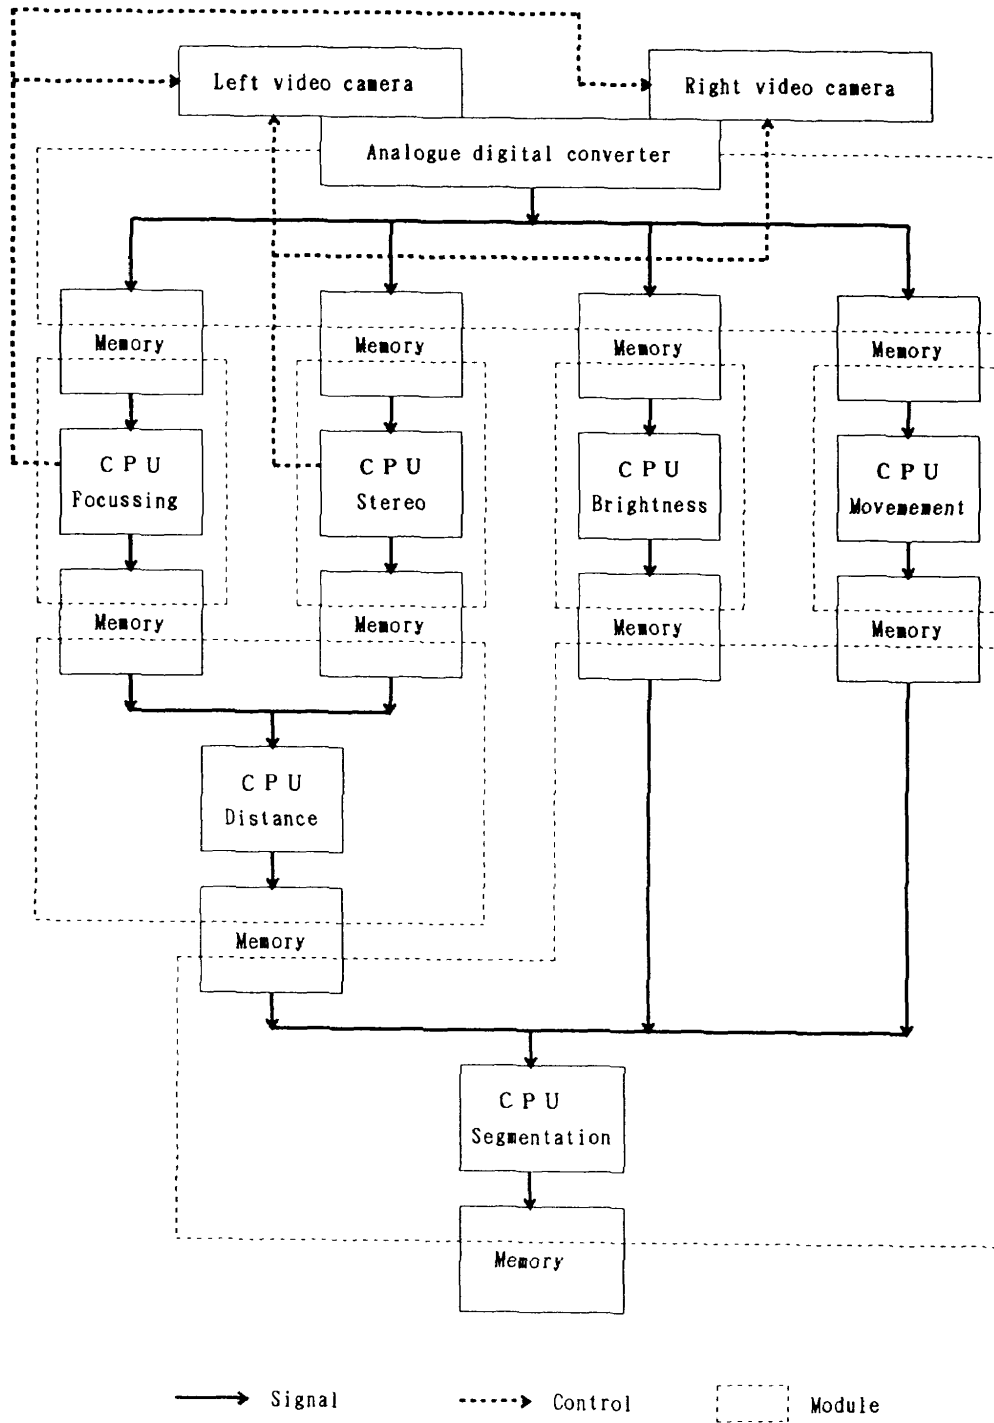 Left video camera
Right video camera
Analogue digital converter
Memory
Memory
Memory
Memory
CPU
Focussing
CPU
Stereo
CPU
Brightness
CPU
Movemement
Memory
Memory
Memory
Memory
CPU
Distance
Memory
CPU
Segmentation
Memory
Signal
Control
Module